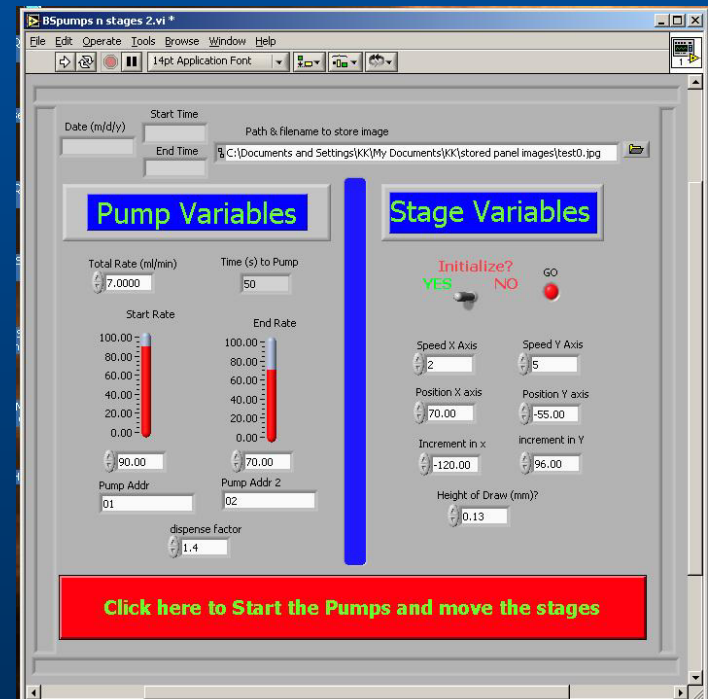 BSpumps n stages 2.vi *
File Edit Operate Tools Browse Window Help
14pt Application Font
1
Start Time
Date (m/d/y)
Path & filename to store image
End Time
C:\Documents and Settings\KK\My Documents\KK\stored panel images\test0.jpg
Pump Variables
Stage Variables
Total Rate (ml/min)
Time (s) to Pump
7.0000
50
Initialize?
YES
NO
GO
Start Rate
End Rate
100.00
80.00
60.00
40.00
20.00
0.00
100.00
80.00
60.00
40.00
20.00
0.00
90.00
70.00
Pump Addr
Pump Addr 2
01
02
dispense factor
1.4
Speed X Axis
Speed Y Axis
2
5
Position X axis
Position Y axis
70.00
-55.00
Increment in x
increment in Y
-120.00
96.00
Height of Draw (mm)?
0.13
Click here to Start the Pumps and move the stages